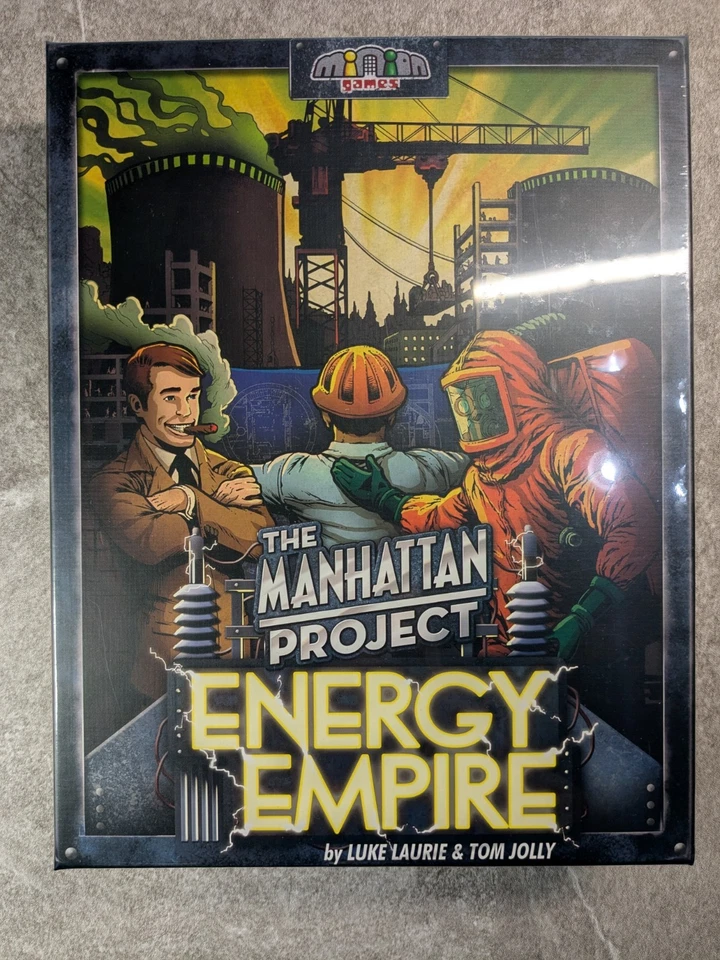 minion
games
THE
MANHATTAN
PROJECT
ENERGY
EMPIRE
by LUKE LAURIE & TOM JOLLY